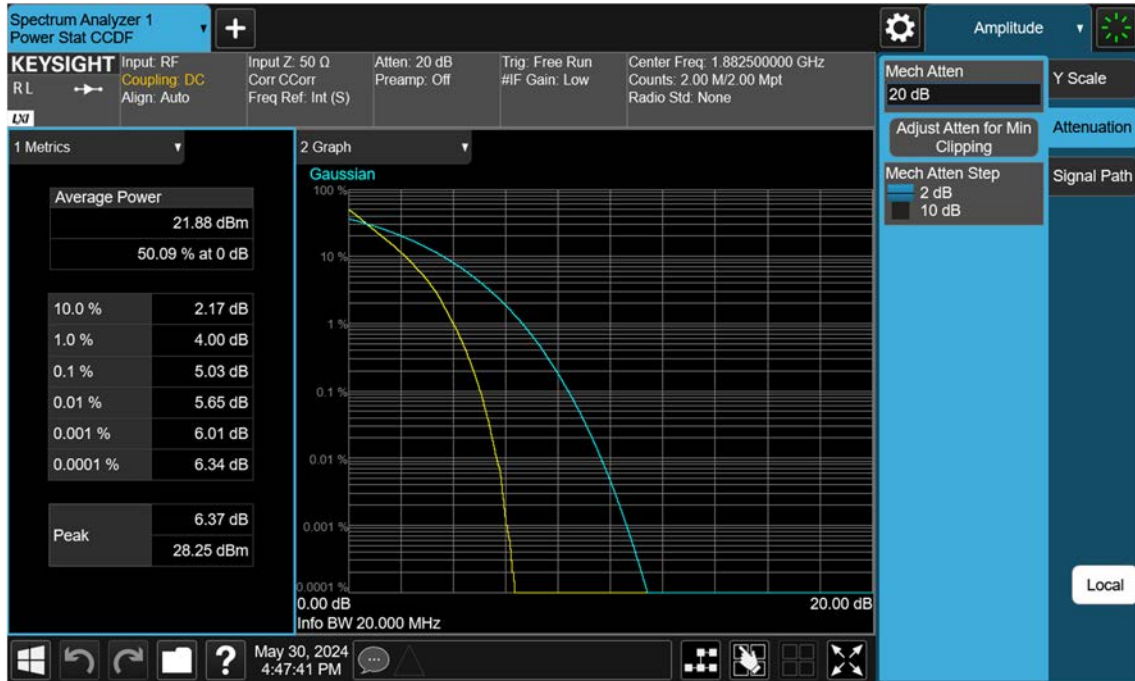 Spectrum Analyzer 1
Power Stat CCDF
+
Amplitude
KEYSIGHT
R L
LXI
Input: RF
Coupling: DC
Align: Auto
Input Z: 50 Ω
Corr CCorr
Freq Ref: Int (S)
Atten: 20 dB
Preamp: Off
Trig: Free Run
#IF Gain: Low
Center Freq: 1.882500000 GHz
Counts: 2.00 M/2.00 Mpt
Radio Std: None
Mech Atten
20 dB
Adjust Atten for Min
Clipping
Mech Atten Step
2 dB
10 dB
Y Scale
Attenuation
Signal Path
Local
1 Metrics
Average Power
21.88 dBm
50.09 % at 0 dB
10.0 % 2.17 dB
1.0 % 4.00 dB
0.1 % 5.03 dB
0.01 % 5.65 dB
0.001 % 6.01 dB
0.0001 % 6.34 dB
Peak
6.37 dB
28.25 dBm
2 Graph
Gaussian
100 %
10 %
1 %
0.1 %
0.01 %
0.001 %
0.0001 %
0.00 dB 20.00 dB
Info BW 20.000 MHz
?
May 30, 2024
4:47:41 PM